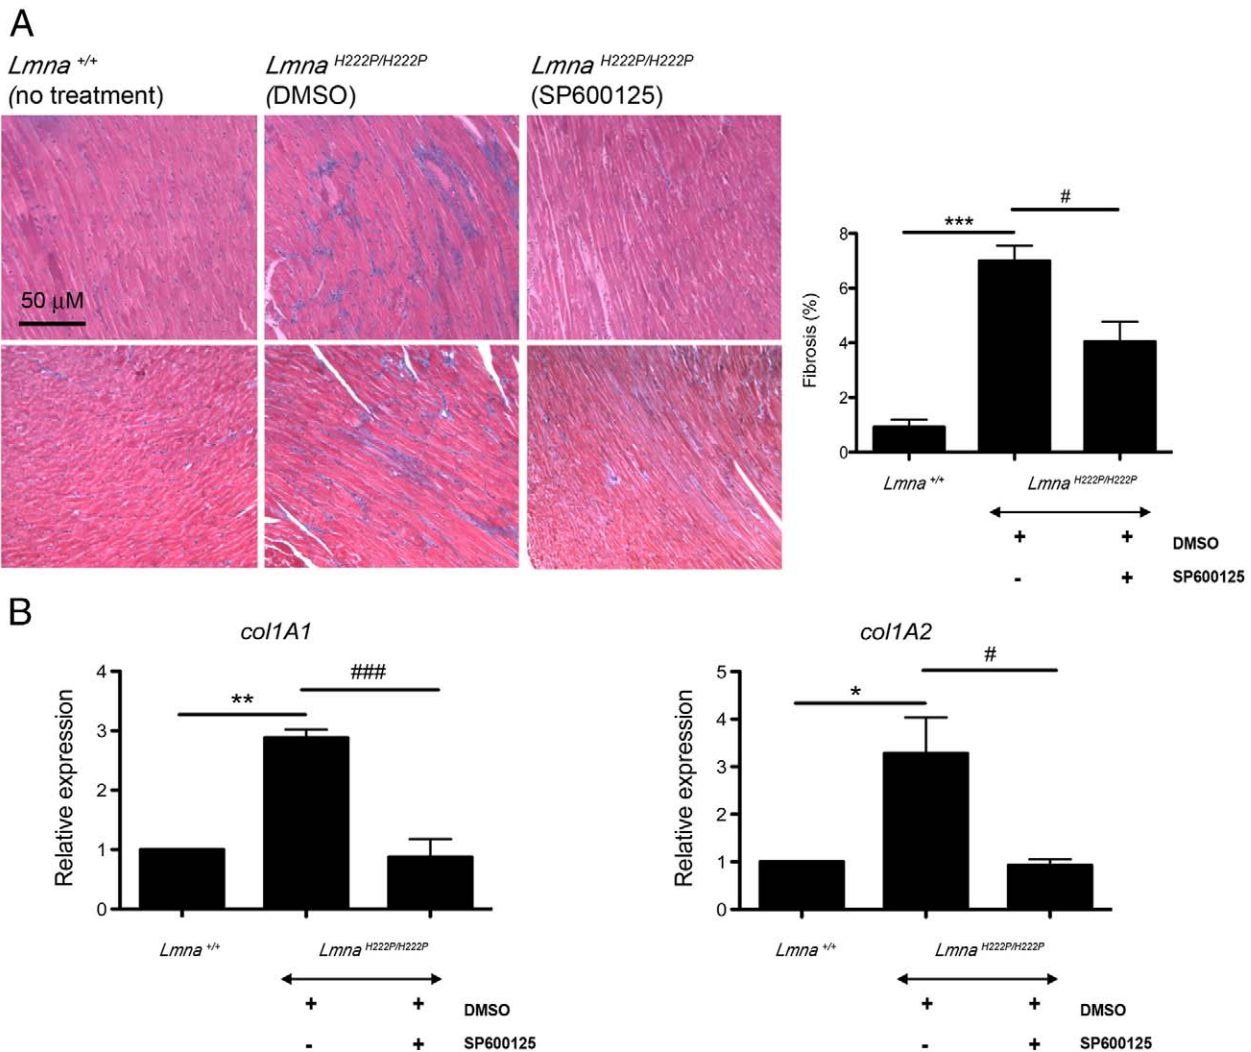 A
Lmna +/+
(no treatment)
Lmna H222P/H222P
(DMSO)
Lmna H222P/H222P
(SP600125)
50 μM
Fibrosis (%)
8
6
4
2
0
***
#
Lmna +/+
Lmna H222P/H222P
+ + DMSO
- + SP600125
B
col1A1
Relative expression
4
3
2
1
0
**
###
Lmna +/+
Lmna H222P/H222P
+ + DMSO
- + SP600125
col1A2
Relative expression
5
4
3
2
1
0
*
#
Lmna +/+
Lmna H222P/H222P
+ + DMSO
- + SP600125